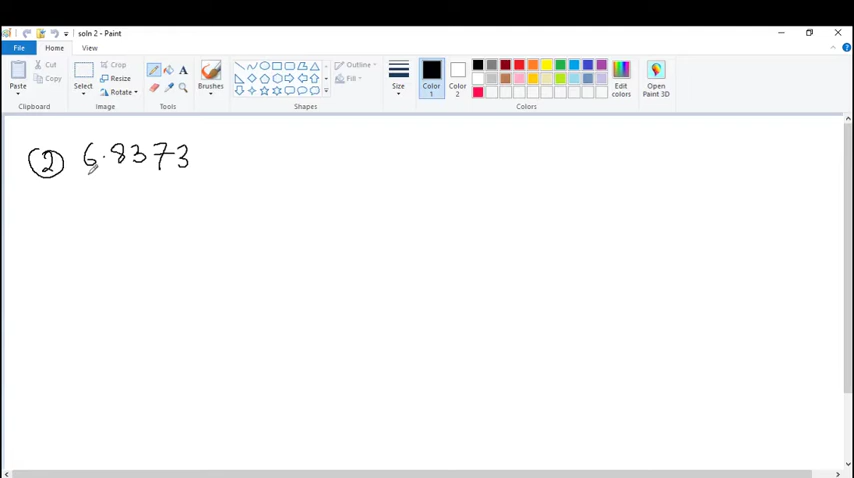 soln 2 - Paint
File Home View
Paste
Cut
Copy
Clipboard
Select
Crop
Resize
Rotate
Image
A
Tools
Brushes
Outline
Fill
Shapes
Size
Color 1
Color 2
Edit colors
Colors
Open Paint 3D
② 6.8373